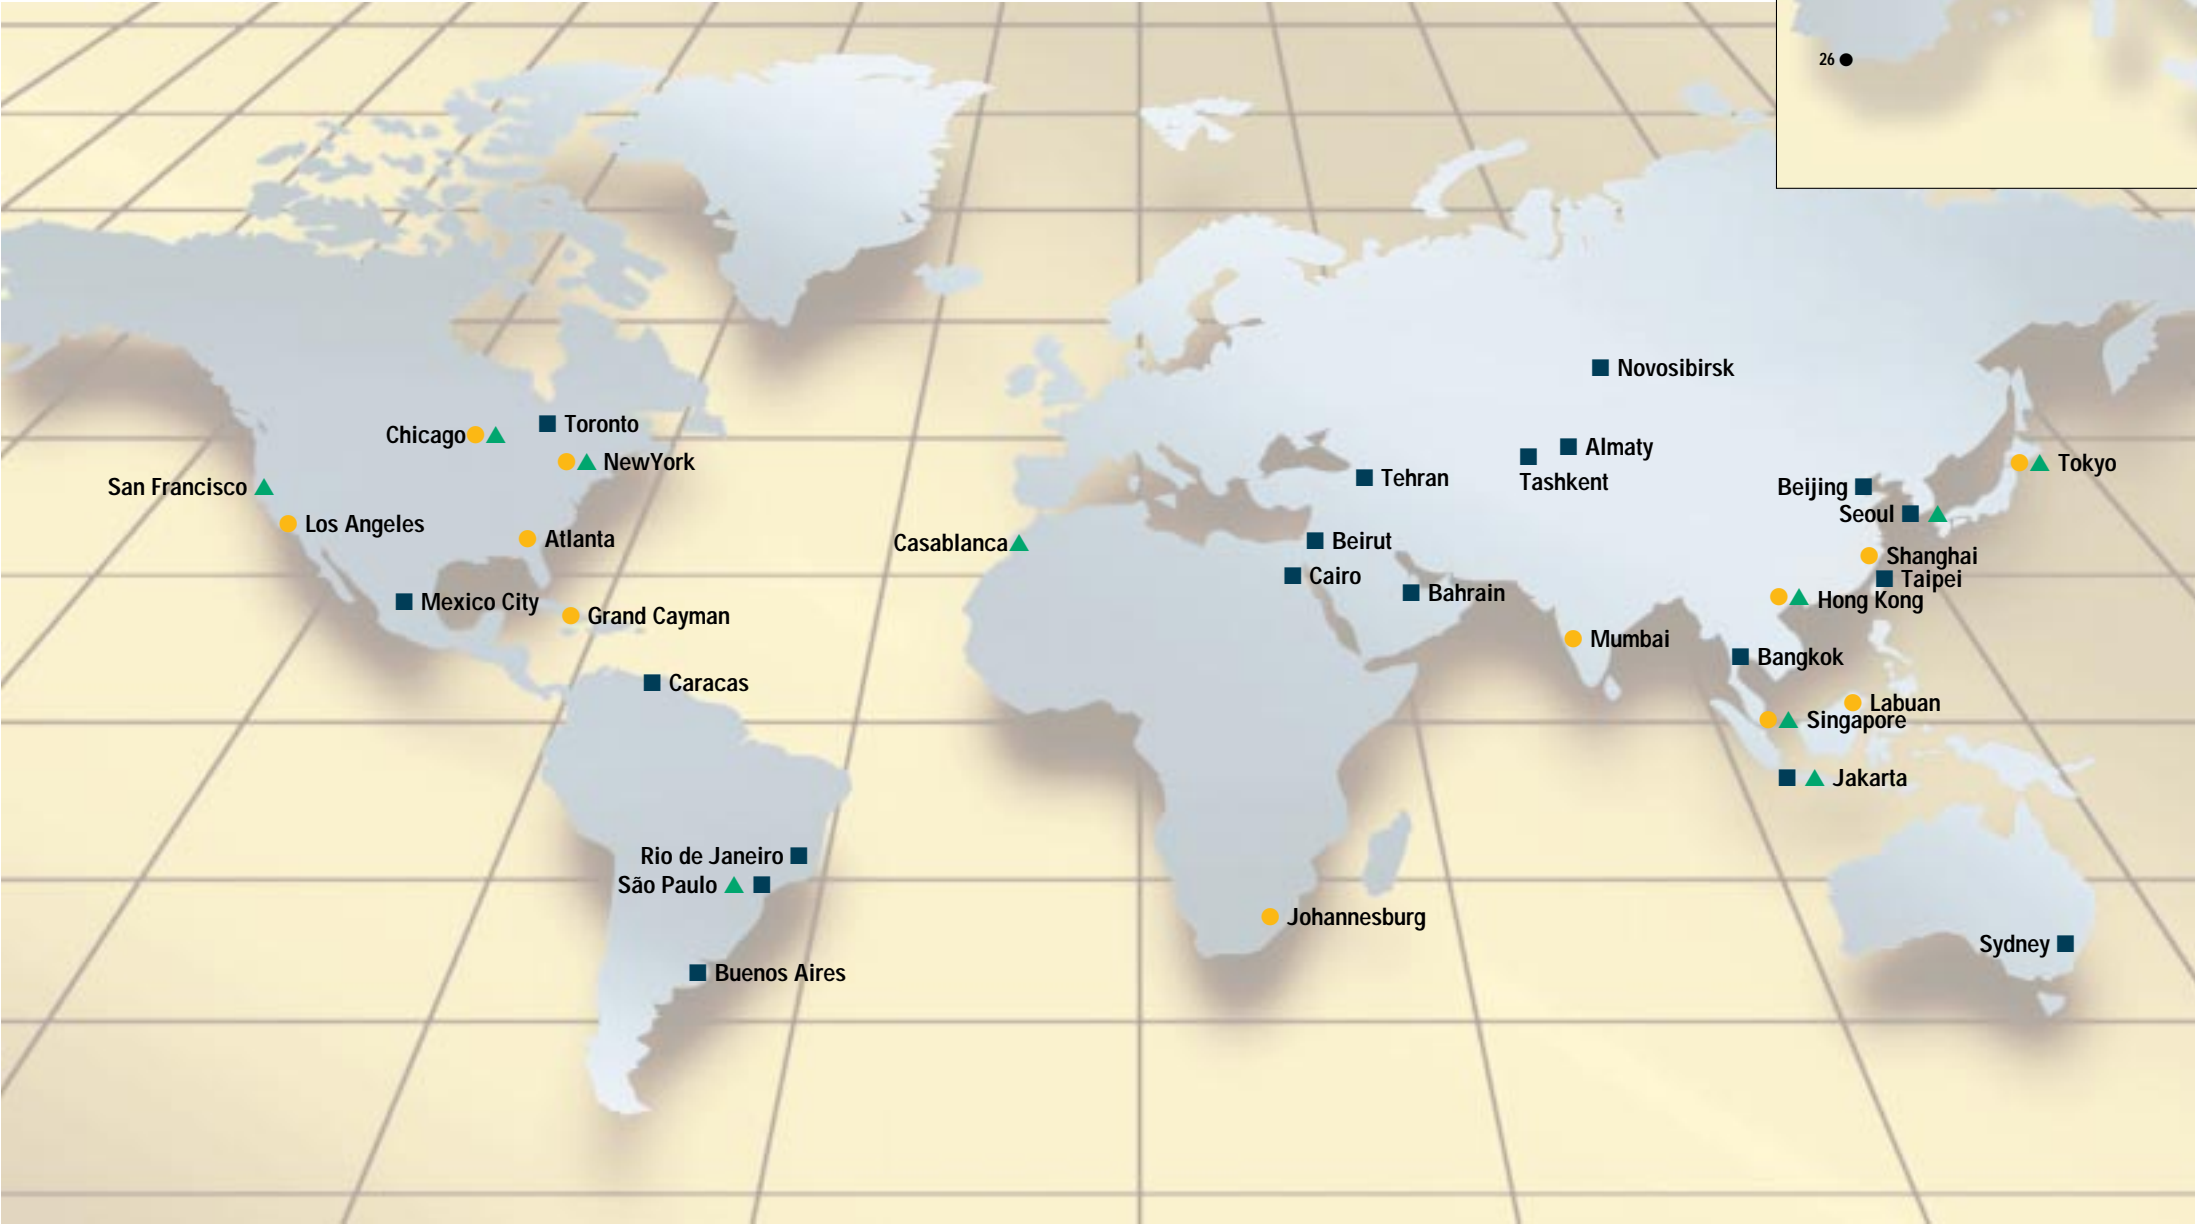 26
Novosibirsk
Toronto
Chicago
Almaty
NewYork
Tokyo
Tehran
Tashkent
San Francisco
Beijing
Seoul
Los Angeles
Atlanta
Casablanca
Beirut
Shanghai
Cairo
Taipei
Bahrain
Hong Kong
Mexico City
Grand Cayman
Mumbai
Bangkok
Caracas
Labuan
Singapore
Jakarta
Rio de Janeiro
São Paulo
Johannesburg
Sydney
Buenos Aires